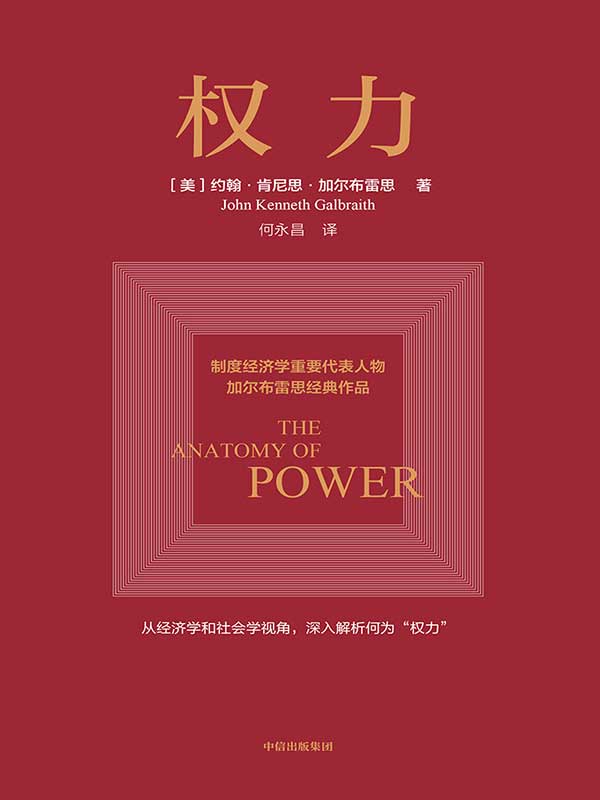 权力
[美]约翰·肯尼思·加尔布雷思 著
John Kenneth Galbraith
何永昌 译
制度经济学重要代表人物
加尔布雷思经典作品
THE
ANATOMY OF
POWER
从经济学和社会学视角，深入解析何为“权力”
中信出版集团